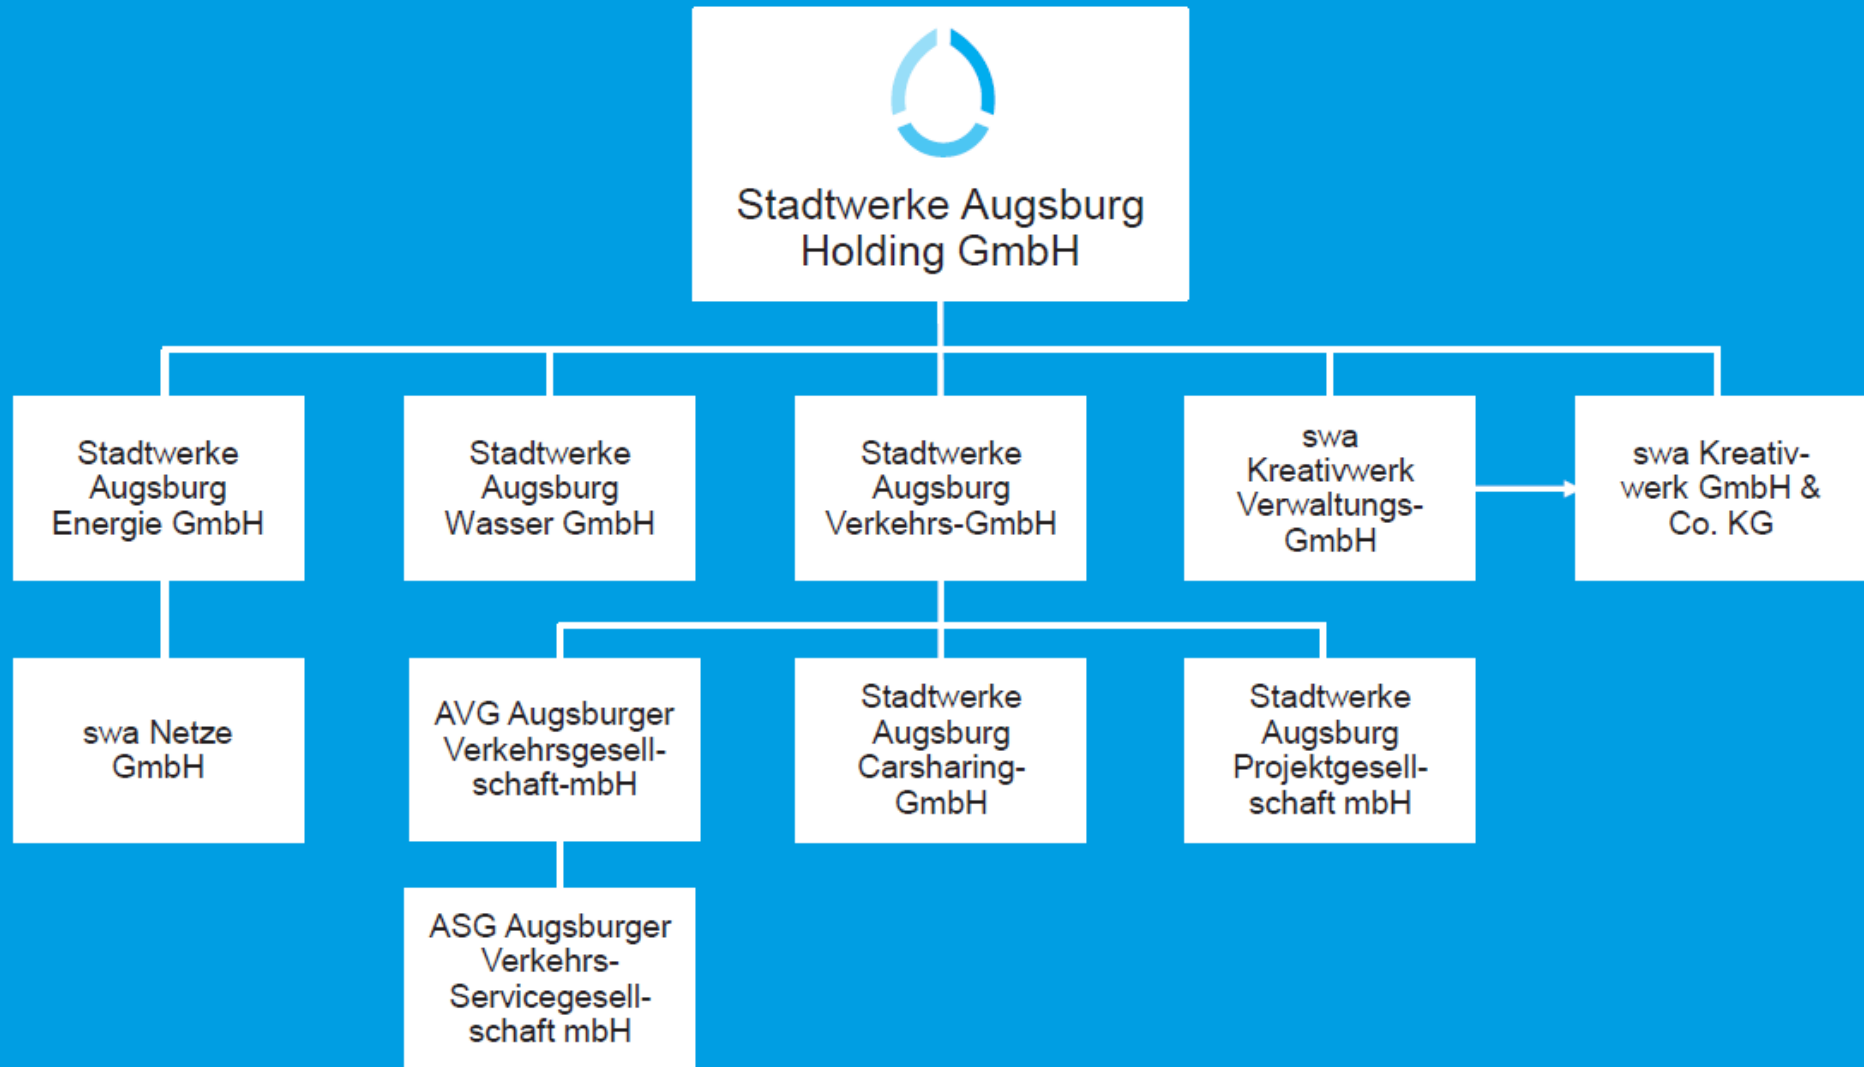 Stadtwerke Augsburg
Holding GmbH
Stadtwerke
Augsburg
Energie GmbH
Stadtwerke
Augsburg
Wasser GmbH
Stadtwerke
Augsburg
Verkehrs-GmbH
swa
Kreativwerk
Verwaltungs-
GmbH
swa Kreativ-
werk GmbH &
Co. KG
swa Netze
GmbH
AVG Augsburger
Verkehrsgesell-
schaft-mbH
Stadtwerke
Augsburg
Carsharing-
GmbH
Stadtwerke
Augsburg
Projektgesell-
schaft mbH
ASG Augsburger
Verkehrs-
Servicegesell-
schaft mbH